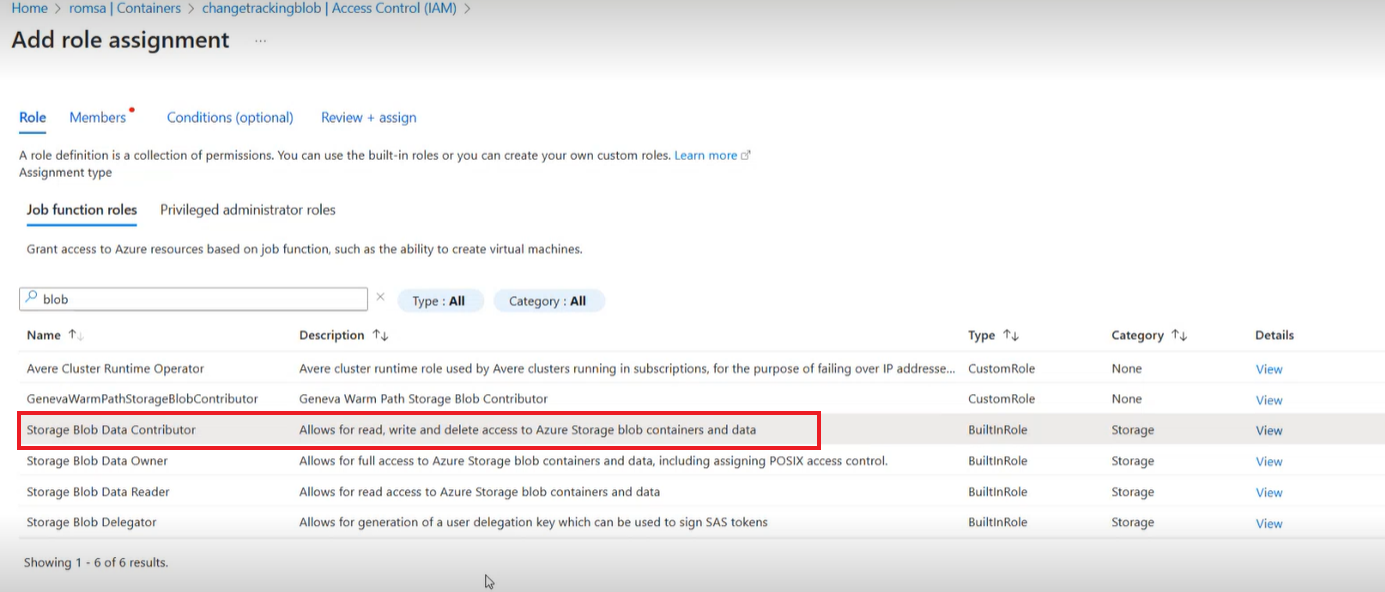 Home > romsa | Containers > changetrackingblob | Access Control (IAM) >
Add role assignment ...
Role Members Conditions (optional) Review + assign
A role definition is a collection of permissions. You can use the built-in roles or you can create your own custom roles. Learn more
Assignment type
Job function roles Privileged administrator roles
Grant access to Azure resources based on job function, such as the ability to create virtual machines.
blob × Type : All Category : All
Name ↑↓ Description ↑↓ Type ↑↓ Category ↑↓ Details
Avere Cluster Runtime Operator Avere cluster runtime role used by Avere clusters running in subscriptions, for the purpose of failing over IP addresse... CustomRole None View
GenevaWarmPathStorageBlobContributor Geneva Warm Path Storage Blob Contributor CustomRole None View
Storage Blob Data Contributor Allows for read, write and delete access to Azure Storage blob containers and data BuiltInRole Storage View
Storage Blob Data Owner Allows for full access to Azure Storage blob containers and data, including assigning POSIX access control. BuiltInRole Storage View
Storage Blob Data Reader Allows for read access to Azure Storage blob containers and data BuiltInRole Storage View
Storage Blob Delegator Allows for generation of a user delegation key which can be used to sign SAS tokens BuiltInRole Storage View
Showing 1 - 6 of 6 results.